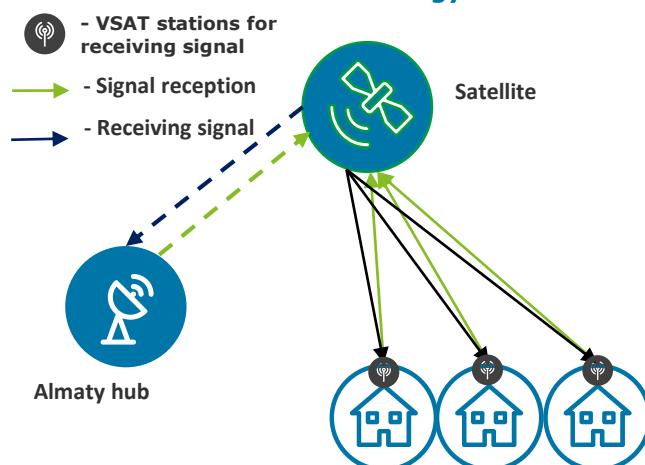 - VSAT stations for
receiving signal
- Signal reception
- Receiving signal
Satellite
Almaty hub